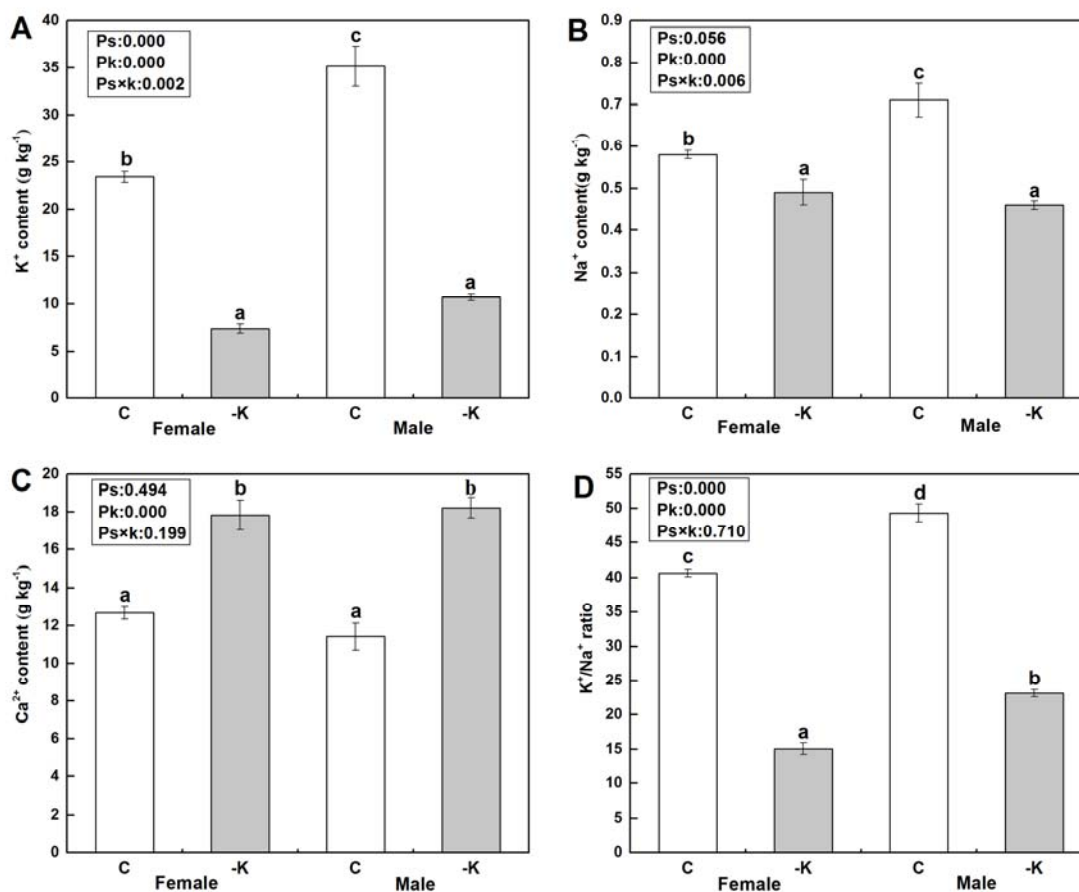 A
Ps:0.000
Pk:0.000
Ps×k:0.002
K⁺ content (g kg⁻¹)
40
35
30
25
20
15
10
5
0
b
a
c
a
C
-K
C
-K
Female
Male
B
Ps:0.056
Pk:0.000
Ps×k:0.006
Na⁺ content(g kg⁻¹)
0.9
0.8
0.7
0.6
0.5
0.4
0.3
0.2
0.1
0.0
b
a
c
a
C
-K
C
-K
Female
Male
C
Ps:0.494
Pk:0.000
Ps×k:0.199
Ca²⁺ content (g kg⁻¹)
20
18
16
14
12
10
8
6
4
2
0
a
b
a
b
C
-K
C
-K
Female
Male
D
Ps:0.000
Pk:0.000
Ps×k:0.710
K⁺/Na⁺ ratio
55
50
45
40
35
30
25
20
15
10
5
0
c
a
d
b
C
-K
C
-K
Female
Male